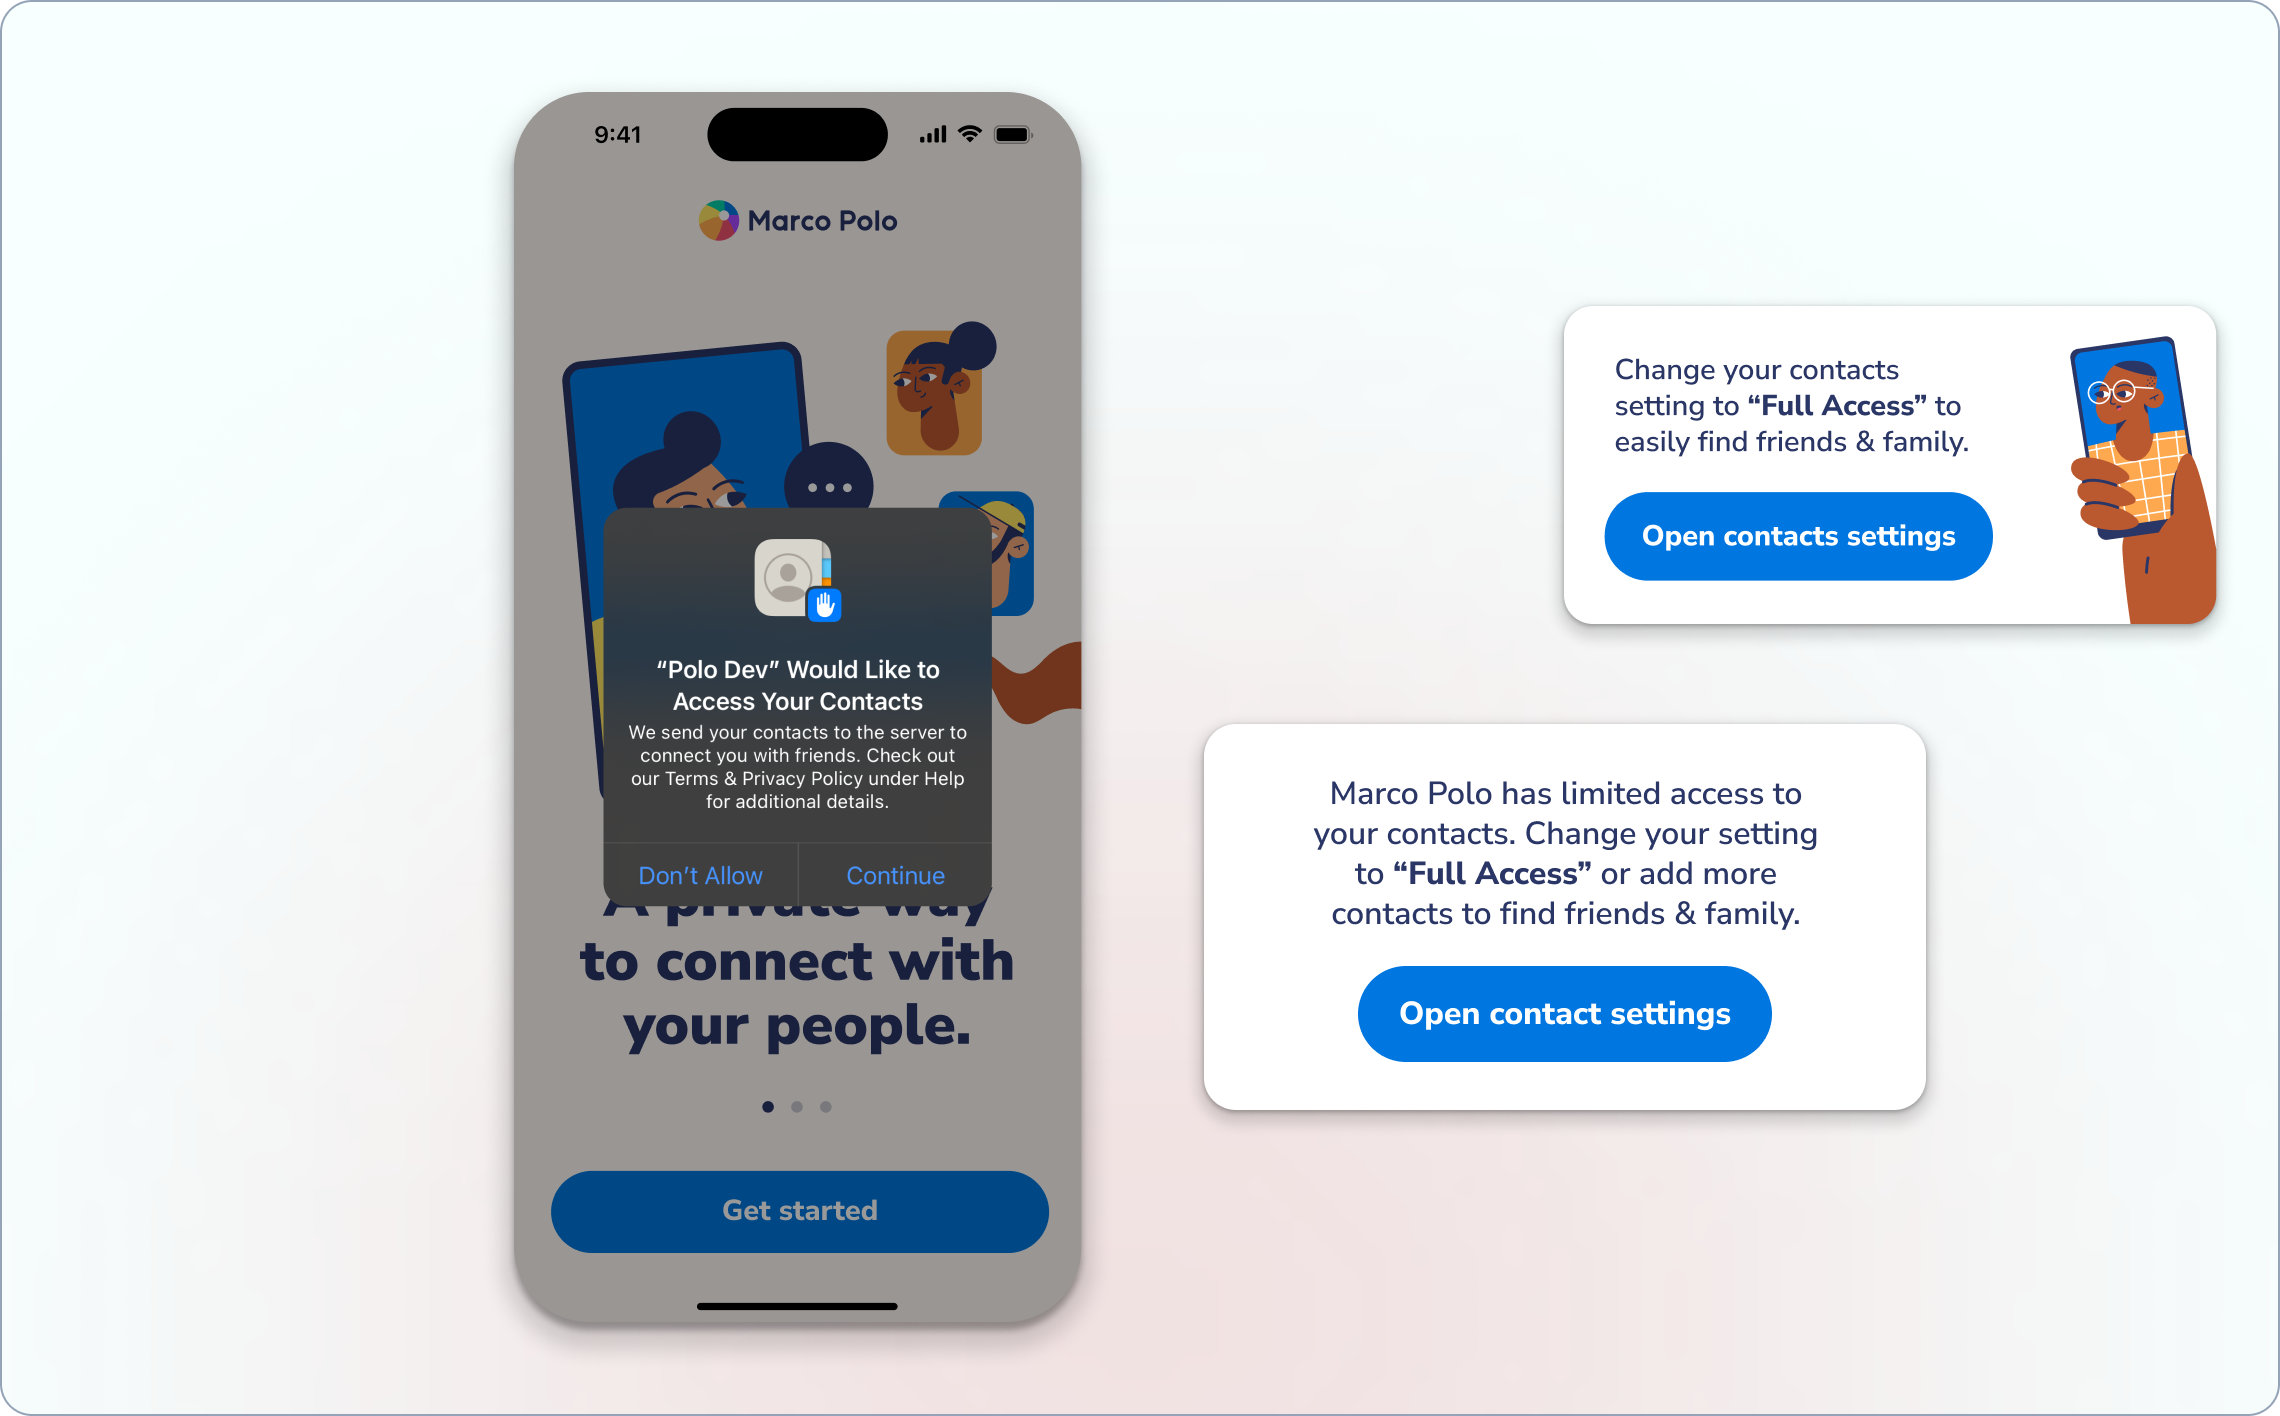 9:41
Marco Polo
“Polo Dev” Would Like to
Access Your Contacts
We send your contacts to the server to
connect you with friends. Check out
our Terms & Privacy Policy under Help
for additional details.
Don’t Allow
Continue
A private way
to connect with
your people.
Get started
Change your contacts
setting to “Full Access” to
easily find friends & family.
Open contacts settings
Marco Polo has limited access to
your contacts. Change your setting
to “Full Access” or add more
contacts to find friends & family.
Open contact settings